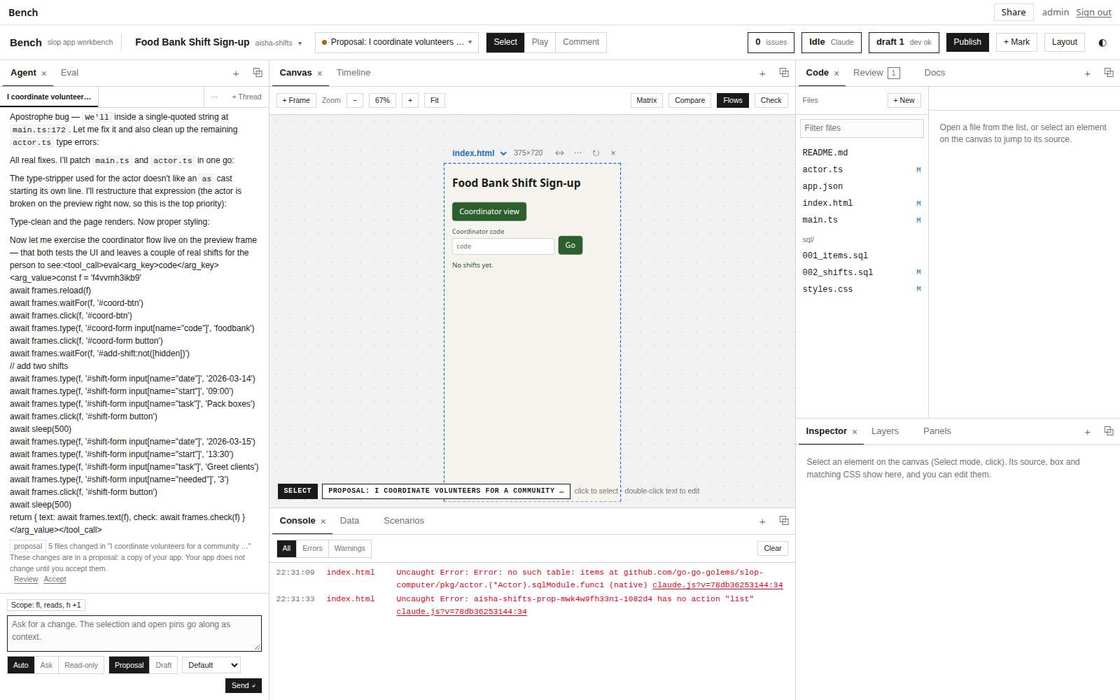 Bench
Share
admin
Sign out
Bench
slop app workbench
Food Bank Shift Sign-up
aisha-shifts
Proposal: I coordinate volunteers …
Select
Play
Comment
0 issues
Idle Claude
draft 1 dev ok
Publish
+ Mark
Layout
Agent ×
Eval
+
I coordinate volunteer…
···
+ Thread
Apostrophe bug — we'll inside a single-quoted string at
main.ts:172 . Let me fix it and also clean up the remaining
actor.ts type errors:
All real fixes. I'll patch main.ts and actor.ts in one go:
The type-stripper used for the actor doesn't like an as cast
starting its own line. I'll restructure that expression (the actor is
broken on the preview right now, so this is the top priority):
Type-clean and the page renders. Now proper styling:
Now let me exercise the coordinator flow live on the preview frame
— that both tests the UI and leaves a couple of real shifts for the
person to see:<tool_call>eval<arg_key>code</arg_key>
<arg_value>const f = 'f4vvmh3ikb9'
await frames.reload(f)
await frames.waitFor(f, '#coord-btn')
await frames.click(f, '#coord-btn')
await frames.type(f, '#coord-form input[name="code"]', 'foodbank')
await frames.click(f, '#coord-form button')
await frames.waitFor(f, '#add-shift:not([hidden])')
// add two shifts
await frames.type(f, '#shift-form input[name="date"]', '2026-03-14')
await frames.type(f, '#shift-form input[name="start"]', '09:00')
await frames.type(f, '#shift-form input[name="task"]', 'Pack boxes')
await frames.click(f, '#shift-form button')
await sleep(500)
await frames.type(f, '#shift-form input[name="date"]', '2026-03-15')
await frames.type(f, '#shift-form input[name="start"]', '13:30')
await frames.type(f, '#shift-form input[name="task"]', 'Greet clients')
await frames.type(f, '#shift-form input[name="needed"]', '3')
await frames.click(f, '#shift-form button')
await sleep(500)
return { text: await frames.text(f), check: await frames.check(f) }
</arg_value></tool_call>
proposal 5 files changed in "I coordinate volunteers for a community …"
These changes are in a proposal: a copy of your app. Your app does
not change until you accept them.
Review Accept
Scope: fl, reads, h +1
Ask for a change. The selection and open pins go along as
context.
Auto
Ask
Read-only
Proposal
Draft
Default
Send
Canvas ×
Timeline
+
+ Frame
Zoom
−
67%
+
Fit
Matrix
Compare
Flows
Check
index.html
375×720
···
×
Food Bank Shift Sign-up
Coordinator view
Coordinator code
code
Go
No shifts yet.
SELECT
PROPOSAL: I COORDINATE VOLUNTEERS FOR A COMMUNITY …
click to select · double-click text to edit
Console ×
Data
Scenarios
+
All
Errors
Warnings
Clear
22:31:09 index.html Uncaught Error: Error: no such table: items at github.com/go-go-golems/slop-
computer/pkg/actor.(*Actor).sqlModule.func1 (native) claude.js?v=78db36253144:34
22:31:33 index.html Uncaught Error: aisha-shifts-prop-mwk4w9fh33n1-1082d4 has no action "list"
claude.js?v=78db36253144:34
Code ×
Review 1
Docs
+
Files
+ New
Filter files
README.md
actor.ts M
app.json
index.html M
main.ts M
sql/
001_items.sql
002_shifts.sql M
styles.css M
Open a file from the list, or select an element
on the canvas to jump to its source.
Inspector ×
Layers
Panels
+
Select an element on the canvas (Select mode, click). Its source, box and
matching CSS show here, and you can edit them.